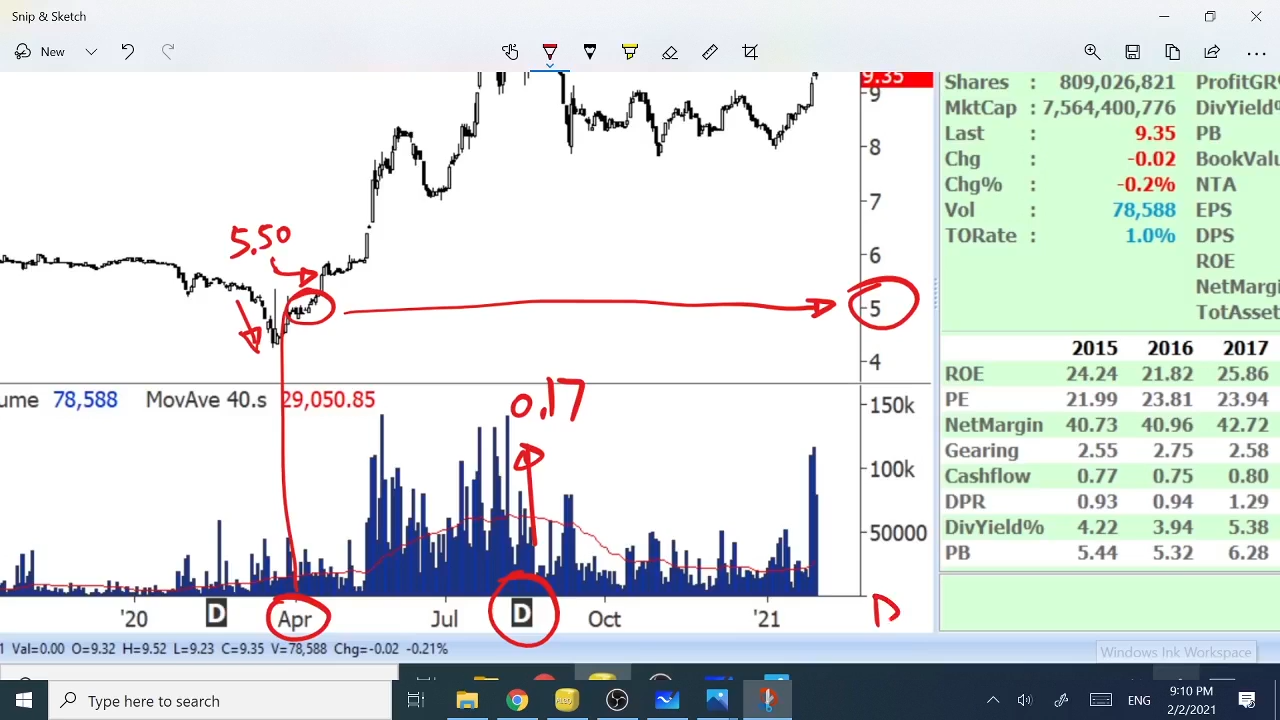 Snip & Sketch
New
9.35
9
8
7
6
5
4
5.50
Shares : 809,026,821 ProfitGR%
MktCap : 7,564,400,776 DivYield%
Last : 9.35 PB
Chg : -0.02 BookValu
Chg% : -0.2% NTA
Vol : 78,588 EPS
TORate : 1.0% DPS
ROE
NetMargi
TotAsset
2015 2016 2017
ROE 24.24 21.82 25.86
PE 21.99 23.81 23.94
NetMargin 40.73 40.96 42.72
Gearing 2.55 2.75 2.58
Cashflow 0.77 0.75 0.80
DPR 0.93 0.94 1.29
DivYield% 4.22 3.94 5.38
PB 5.44 5.32 6.28
ume 78,588 MovAve 40.s 29,050.85
0.17
150k
100k
50000
'20 D Apr Jul D Oct '21 D
1 Val=0.00 O=9.32 H=9.52 L=9.23 C=9.35 V=78,588 Chg=-0.02 -0.21%
Windows Ink Workspace
Type here to search
ENG
9:10 PM
2/2/2021